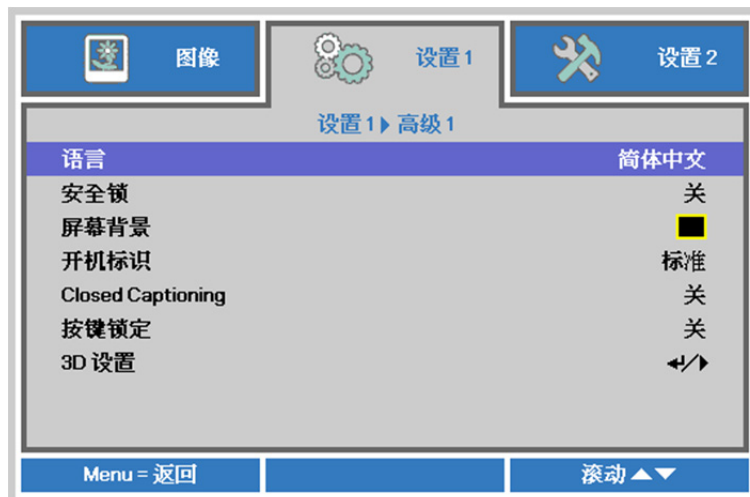 图像 设置1 设置2
设置1▶高级1
语言 简体中文
安全锁 关
屏幕背景
开机标识 标准
Closed Captioning 关
按键锁定 关
3D 设置 ↵/▶
Menu = 返回 滚动▲▼